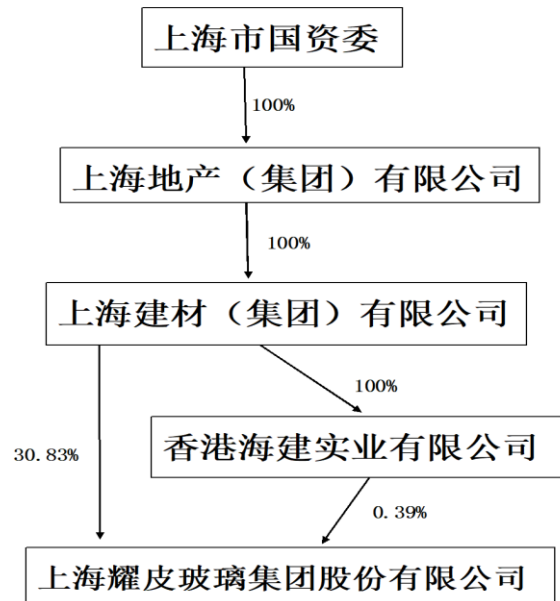 上海市国资委
100%
上海地产（集团）有限公司
100%
上海建材（集团）有限公司
100%
30.83%
香港海建实业有限公司
0.39%
上海耀皮玻璃集团股份有限公司